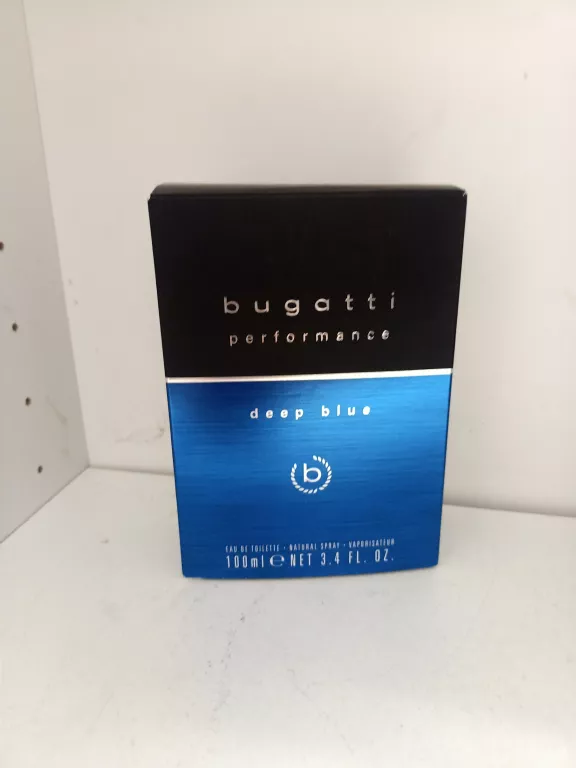 bugatti
performance
deep blue
b
EAU DE TOILETTE • NATURAL SPRAY • VAPORISATEUR
100ml ℮ NET 3.4 FL. OZ.